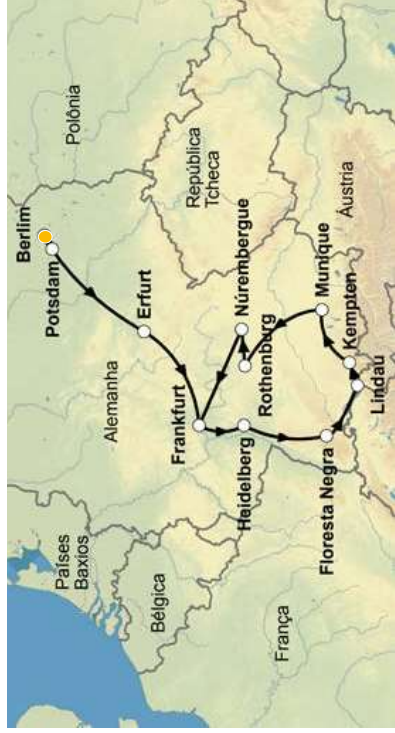 Polônia
Berlim
Potsdam
República
Tcheca
Erfurt
Alemanha
Núrembergue
Frankfurt
Rothenburg
Países
Baxios
Bélgica
Áustria
Munique
Heidelberg
Kempten
Lindau
Floresta Negra
França